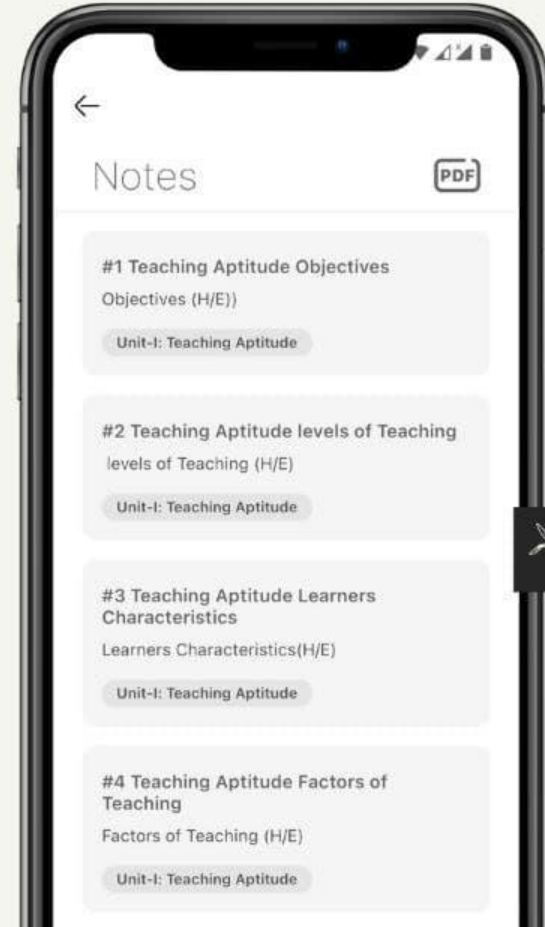 Notes
PDF
#1 Teaching Aptitude Objectives
Objectives (H/E))
Unit-I: Teaching Aptitude
#2 Teaching Aptitude levels of Teaching
levels of Teaching (H/E)
Unit-I: Teaching Aptitude
#3 Teaching Aptitude Learners
Characteristics
Learners Characteristics(H/E)
Unit-I: Teaching Aptitude
#4 Teaching Aptitude Factors of
Teaching
Factors of Teaching (H/E)
Unit-I: Teaching Aptitude